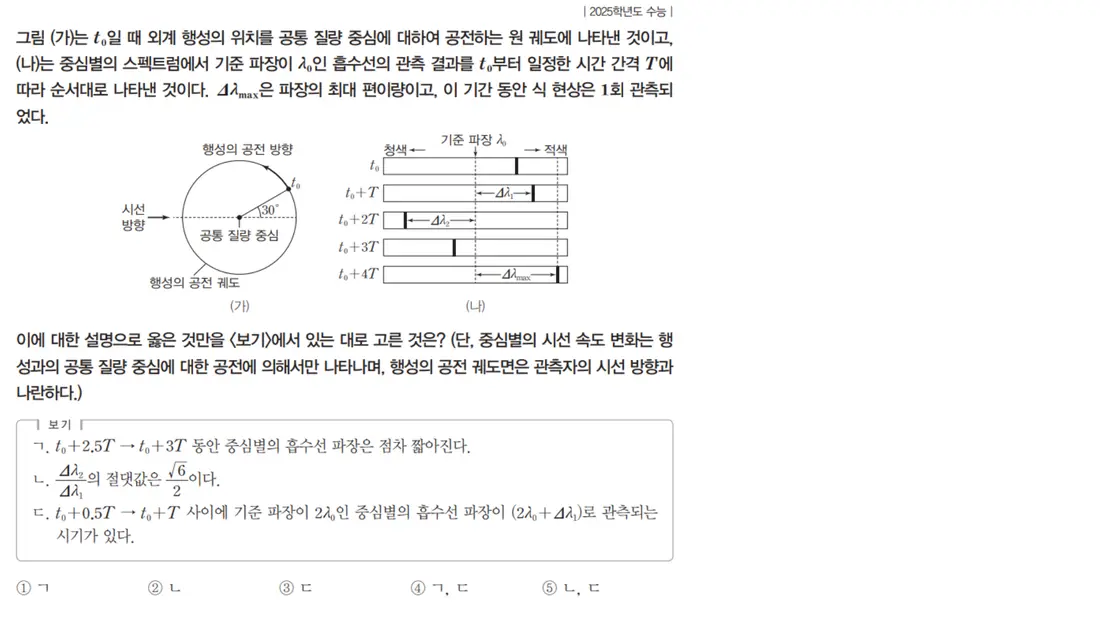 | 2025학년도 수능 |
그림 (가)는 t₀일 때 외계 행성의 위치를 공통 질량 중심에 대하여 공전하는 원 궤도에 나타낸 것이고,
(나)는 중심별의 스펙트럼에서 기준 파장이 λ₀인 흡수선의 관측 결과를 t₀부터 일정한 시간 간격 T에
따라 순서대로 나타낸 것이다. Δλmax은 파장의 최대 편이량이고, 이 기간 동안 식 현상은 1회 관측되
었다.
행성의 공전 방향
t₀
30°
시선
방향
공통 질량 중심
행성의 공전 궤도
(가)
기준 파장 λ₀
청색
적색
t₀
t₀+T
Δλ₁
t₀+2T
Δλ₂
t₀+3T
t₀+4T
Δλmax
(나)
이에 대한 설명으로 옳은 것만을 〈보기〉에서 있는 대로 고른 것은? (단, 중심별의 시선 속도 변화는 행
성과의 공통 질량 중심에 대한 공전에 의해서만 나타나며, 행성의 공전 궤도면은 관측자의 시선 방향과
나란하다.)
보기
ㄱ. t₀+2.5T → t₀+3T 동안 중심별의 흡수선 파장은 점차 짧아진다.
ㄴ. Δλ₂/Δλ₁의 절댓값은 √6/2이다.
ㄷ. t₀+0.5T → t₀+T 사이에 기준 파장이 2λ₀인 중심별의 흡수선 파장이 (2λ₀+Δλ₁)로 관측되는
시기가 있다.
① ㄱ ② ㄴ ③ ㄷ ④ ㄱ, ㄷ ⑤ ㄴ, ㄷ